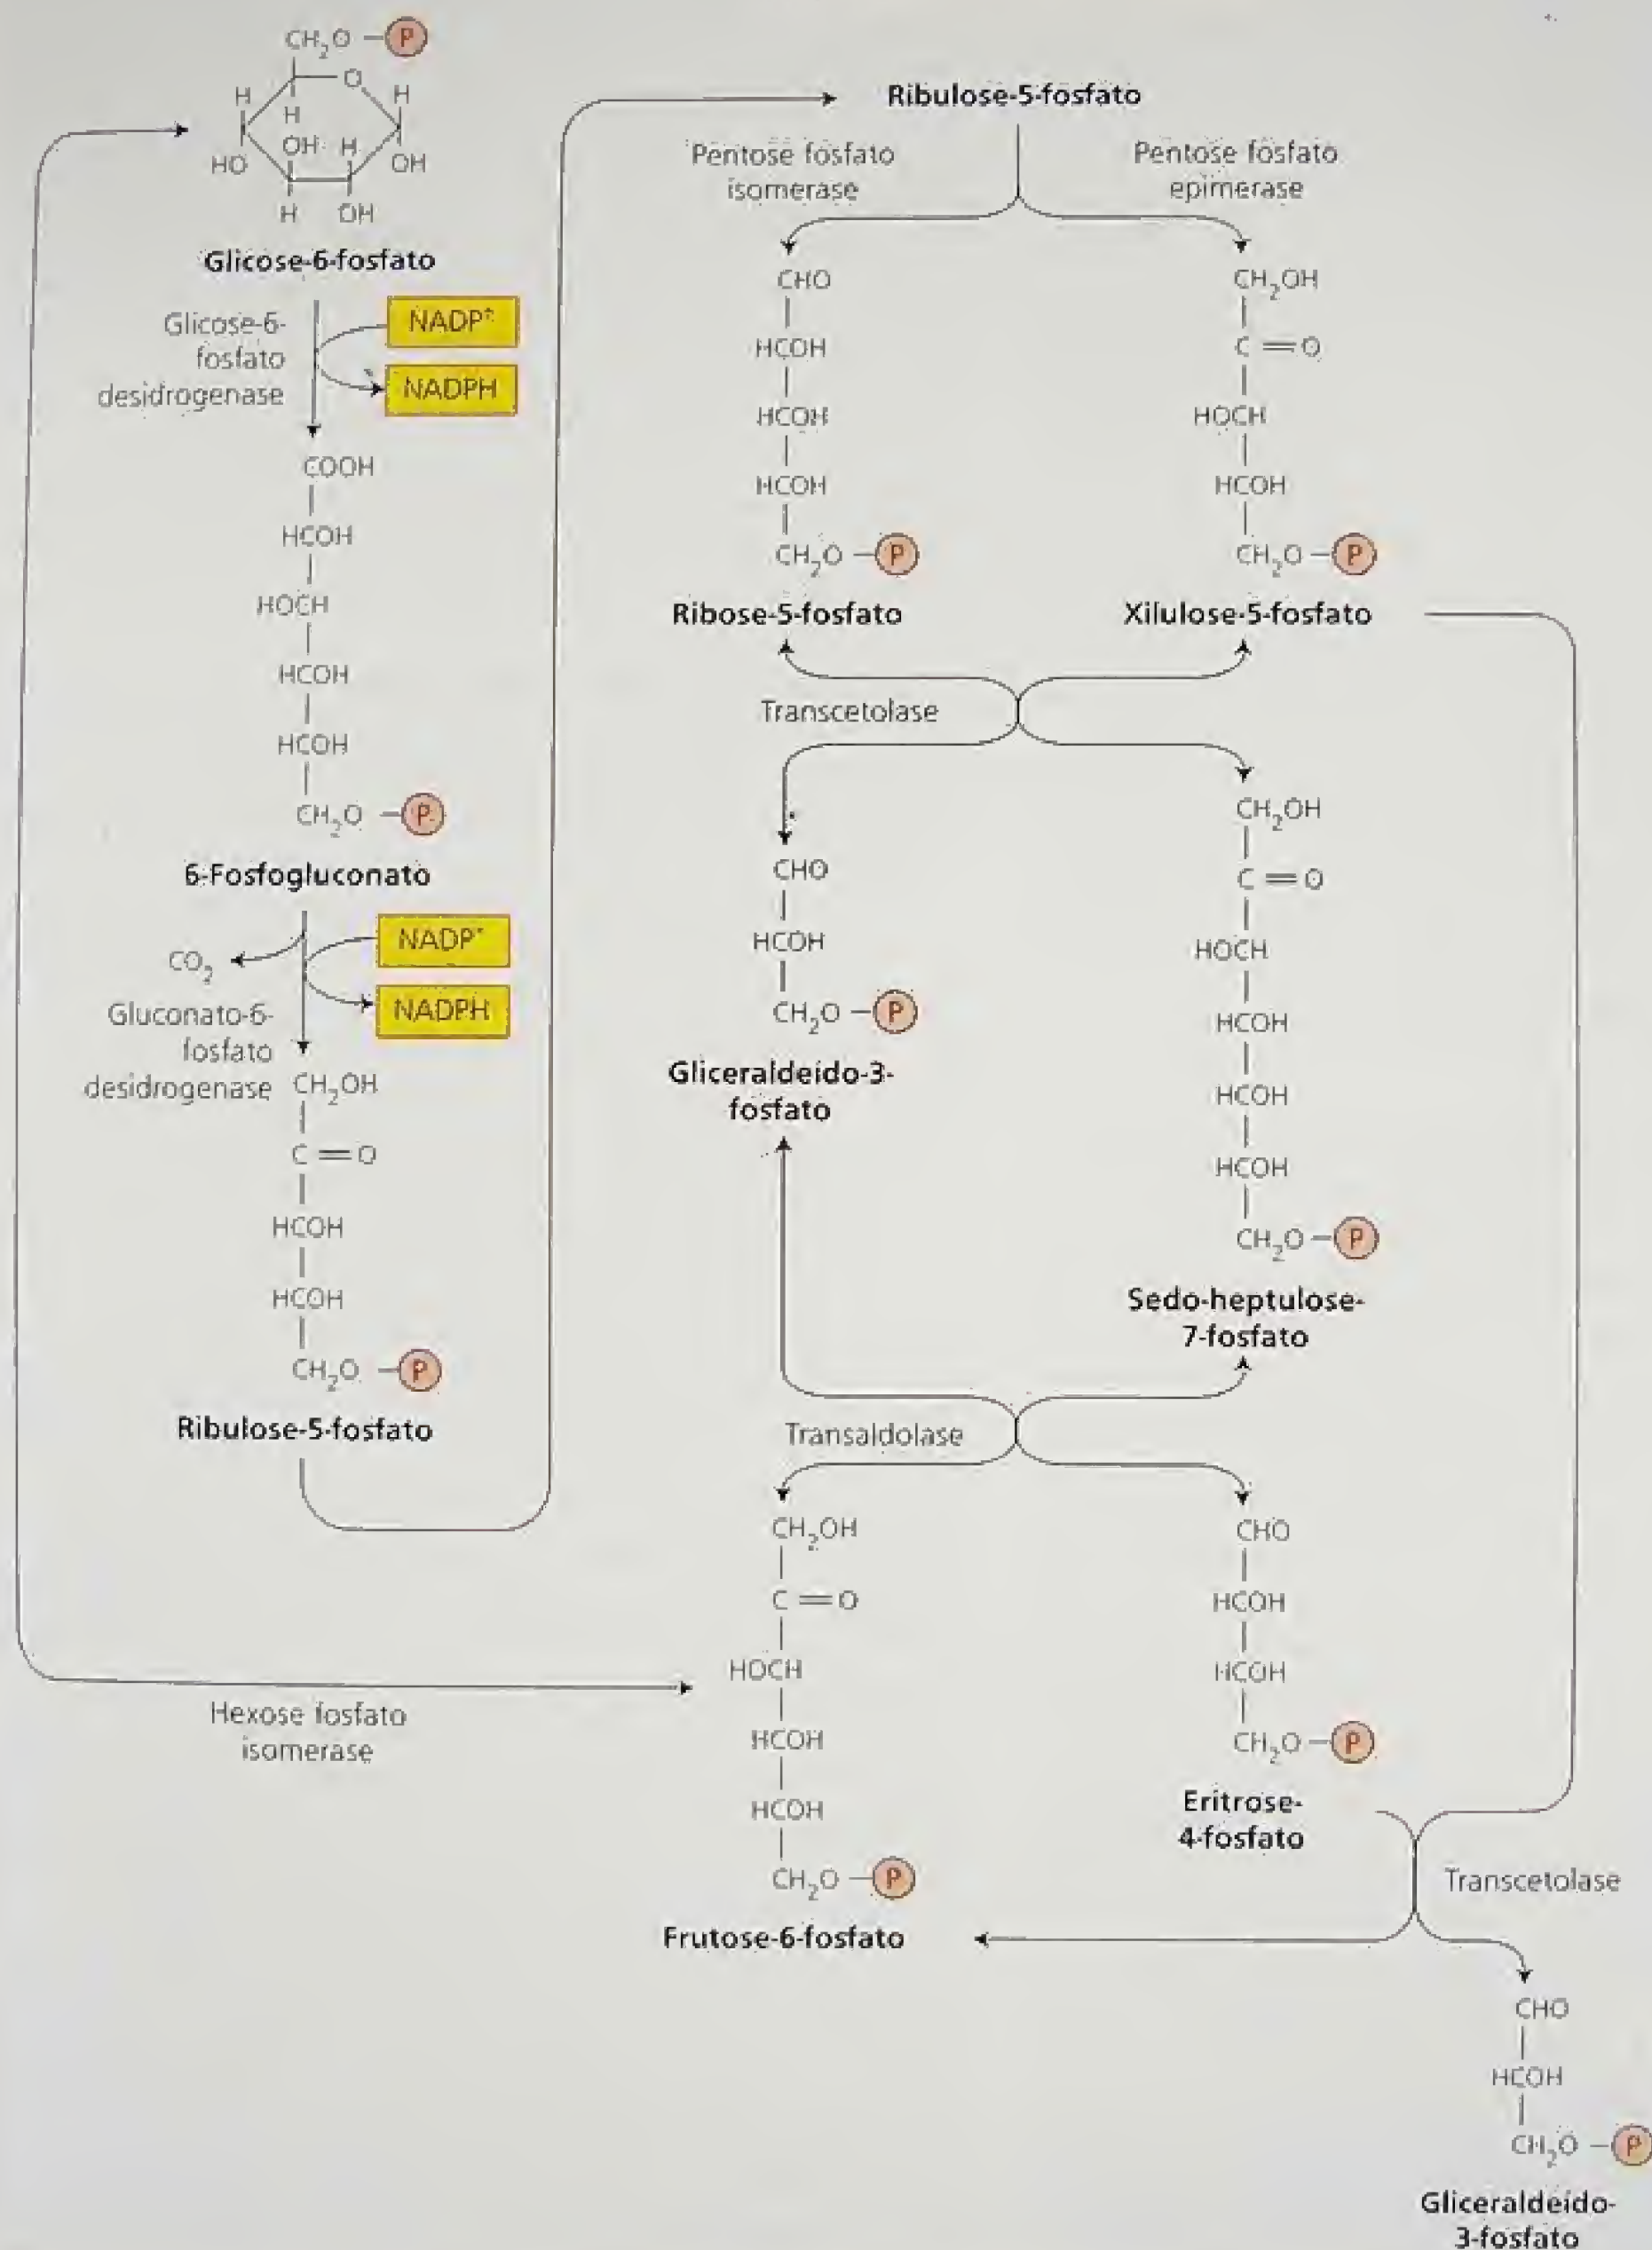 CH₂O – P
O
H
H
H
OH
H
HO
OH
H
OH
Glicose-6-fosfato
Glicose-6-
fosfato
desidrogenase
NADP⁺
NADPH
COOH
HCOH
HOCH
HCOH
HCOH
CH₂O – P
6-Fosfogluconato
CO₂
NADP⁺
NADPH
Gluconato-6-
fosfato
desidrogenase
CH₂OH
C = O
HCOH
HCOH
CH₂O – P
Ribulose-5-fosfato
Hexose fosfato
isomerase
Ribulose-5-fosfato
Pentose fosfato
isomerase
Pentose fosfato
epimerase
CHO
HCOH
HCOH
HCOH
CH₂O – P
Ribose-5-fosfato
CH₂OH
C = O
HOCH
HCOH
CH₂O – P
Xilulose-5-fosfato
Transcetolase
CHO
HCOH
CH₂O – P
Gliceraldeído-3-
fosfato
CH₂OH
C = O
HOCH
HCOH
HCOH
HCOH
CH₂O – P
Sedo-heptulose-
7-fosfato
Transaldolase
CH₂OH
C = O
HOCH
HCOH
HCOH
CH₂O – P
Frutose-6-fosfato
CHO
HCOH
HCOH
CH₂O – P
Eritrose-
4-fosfato
Transcetolase
CHO
HCOH
CH₂O – P
Gliceraldeído-
3-fosfato